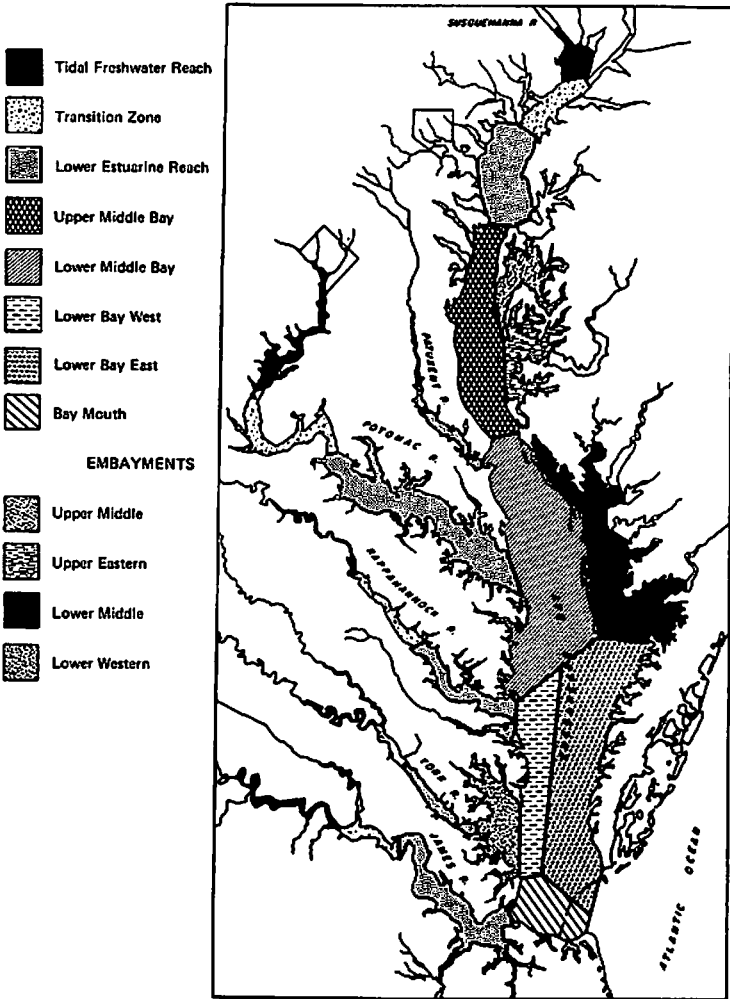 Tidal Freshwater Reach
Transition Zone
Lower Estuarine Reach
Upper Middle Bay
Lower Middle Bay
Lower Bay West
Lower Bay East
Bay Mouth
EMBAYMENTS
Upper Middle
Upper Eastern
Lower Middle
Lower Western
SUSQUEHANNA R
PATUXENT R.
POTOMAC R.
RAPPAHANNOCK R.
YORK R.
JAMES R.
CHESAPEAKE BAY
ATLANTIC OCEAN